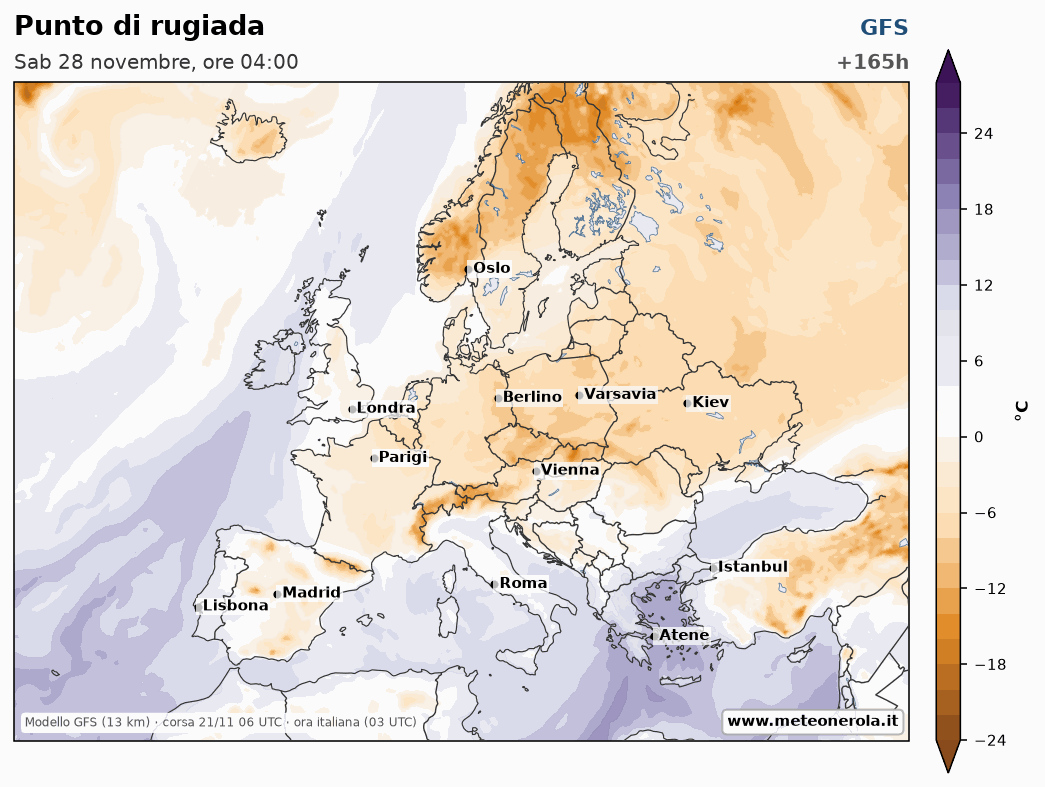 Punto di rugiada
GFS
Sab 28 novembre, ore 04:00
+165h
24
18
12
6
0
−6
−12
−18
−24
°C
Oslo
Berlino
Varsavia
Kiev
Londra
Parigi
Vienna
Istanbul
Roma
Madrid
Lisbona
Atene
Modello GFS (13 km) · corsa 21/11 06 UTC · ora italiana (03 UTC)
www.meteonerola.it